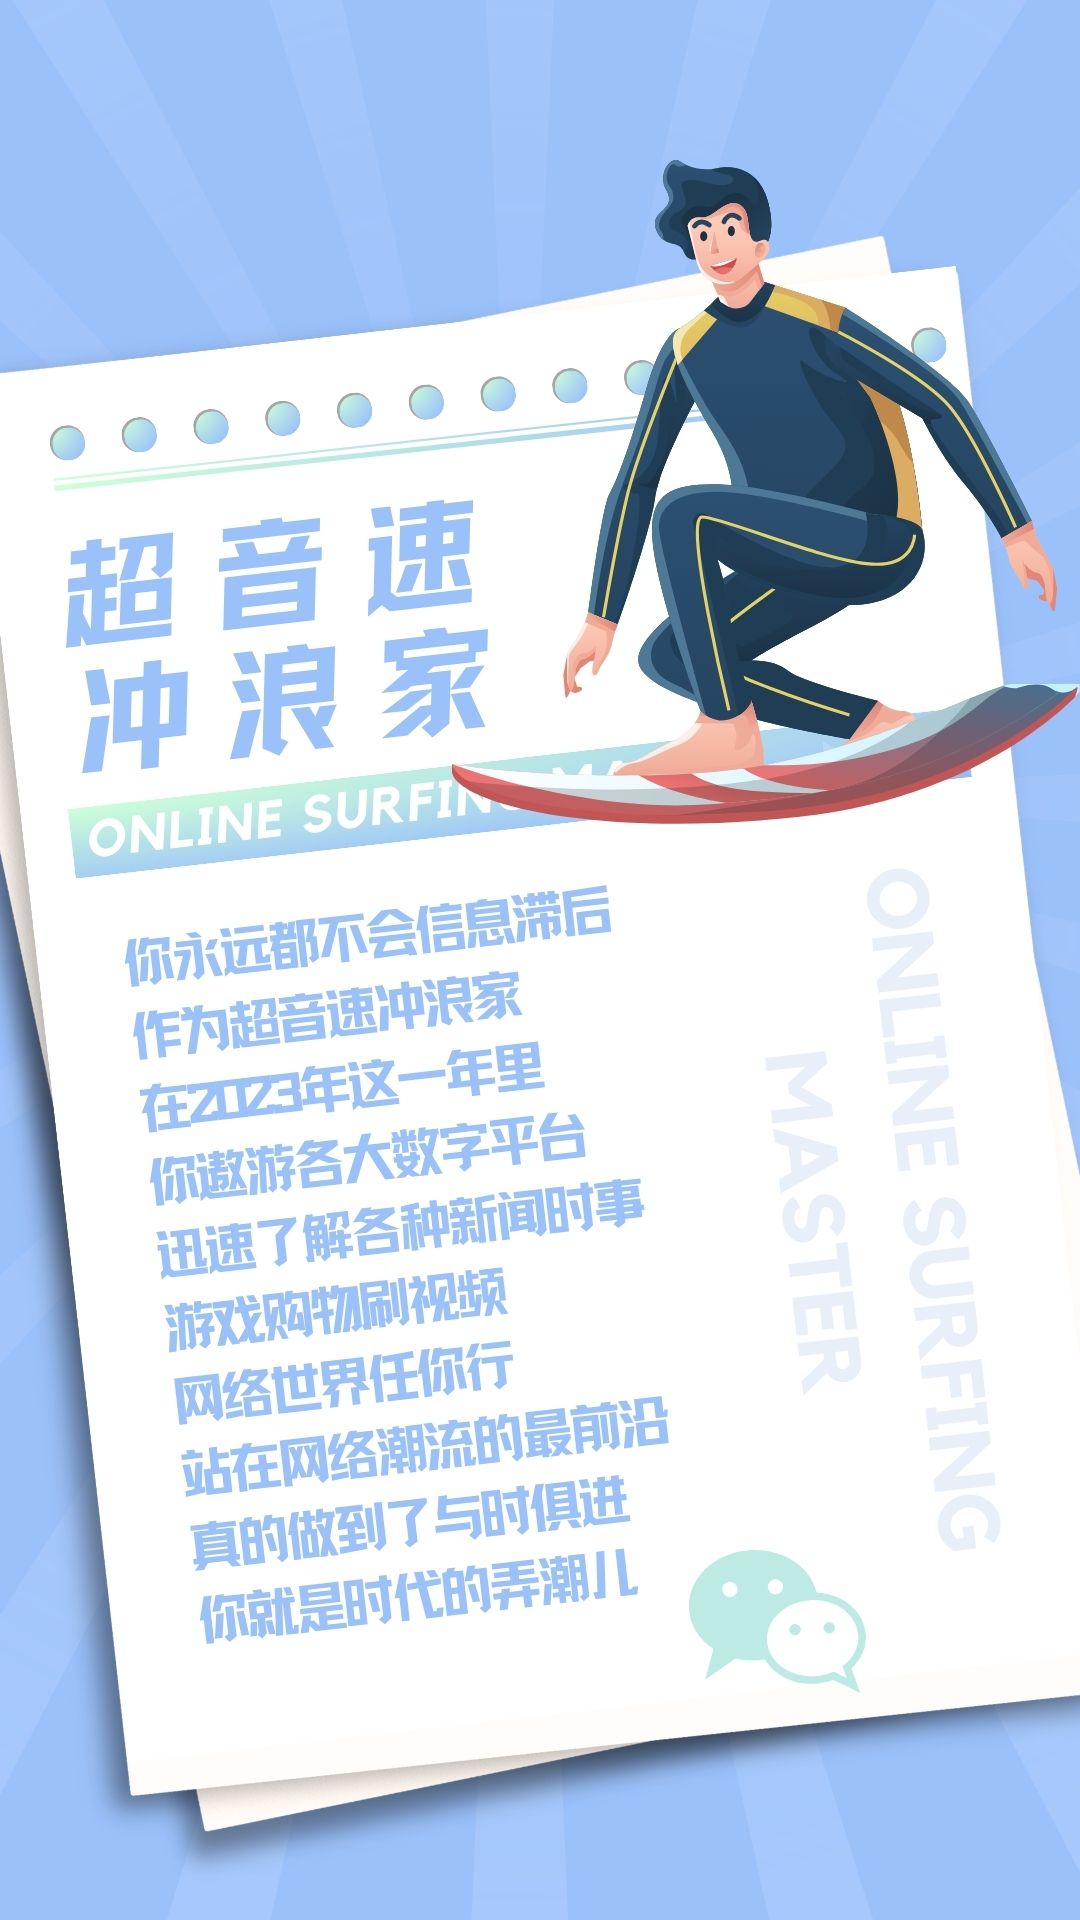 超音速
冲浪家
ONLINE SURFING MA
你永远都不会信息滞后
作为超音速冲浪家
在2023年这一年里
你遨游各大数字平台
迅速了解各种新闻时事
游戏购物刷视频
网络世界任你行
站在网络潮流的最前沿
真的做到了与时俱进
你就是时代的弄潮儿
ONLINE SURFING
MASTER